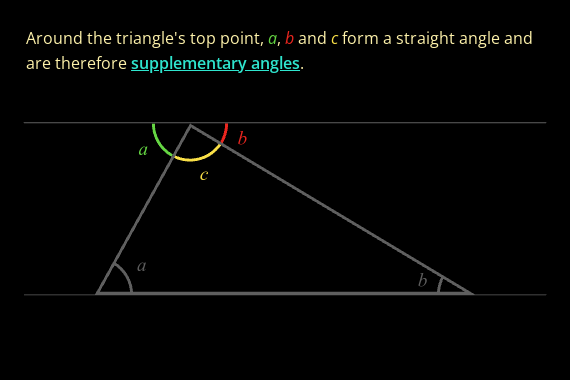 Around the triangle's top point, a, b and c form a straight angle and
are therefore supplementary angles.
a
b
c
a
b